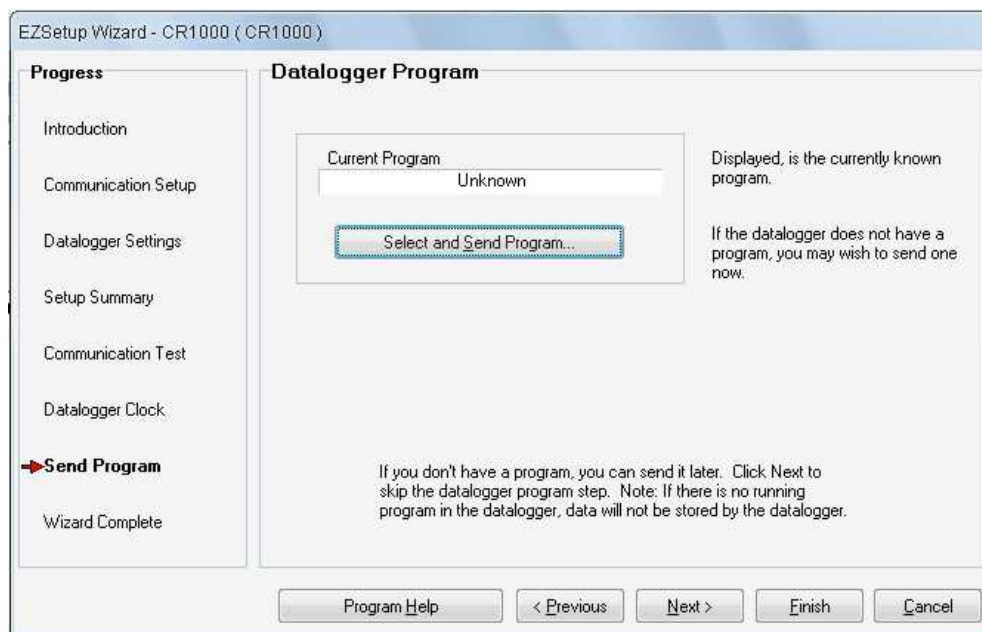 EZSetup Wizard - CR1000 ( CR1000 )
Progress
Introduction
Communication Setup
Datalogger Settings
Setup Summary
Communication Test
Datalogger Clock
Send Program
Wizard Complete
Datalogger Program
Current Program
Unknown
Select and Send Program...
Displayed, is the currently known
program.
If the datalogger does not have a
program, you may wish to send one
now.
If you don't have a program, you can send it later. Click Next to
skip the datalogger program step. Note: If there is no running
program in the datalogger, data will not be stored by the datalogger.
Program Help
< Previous
Next >
Finish
Cancel